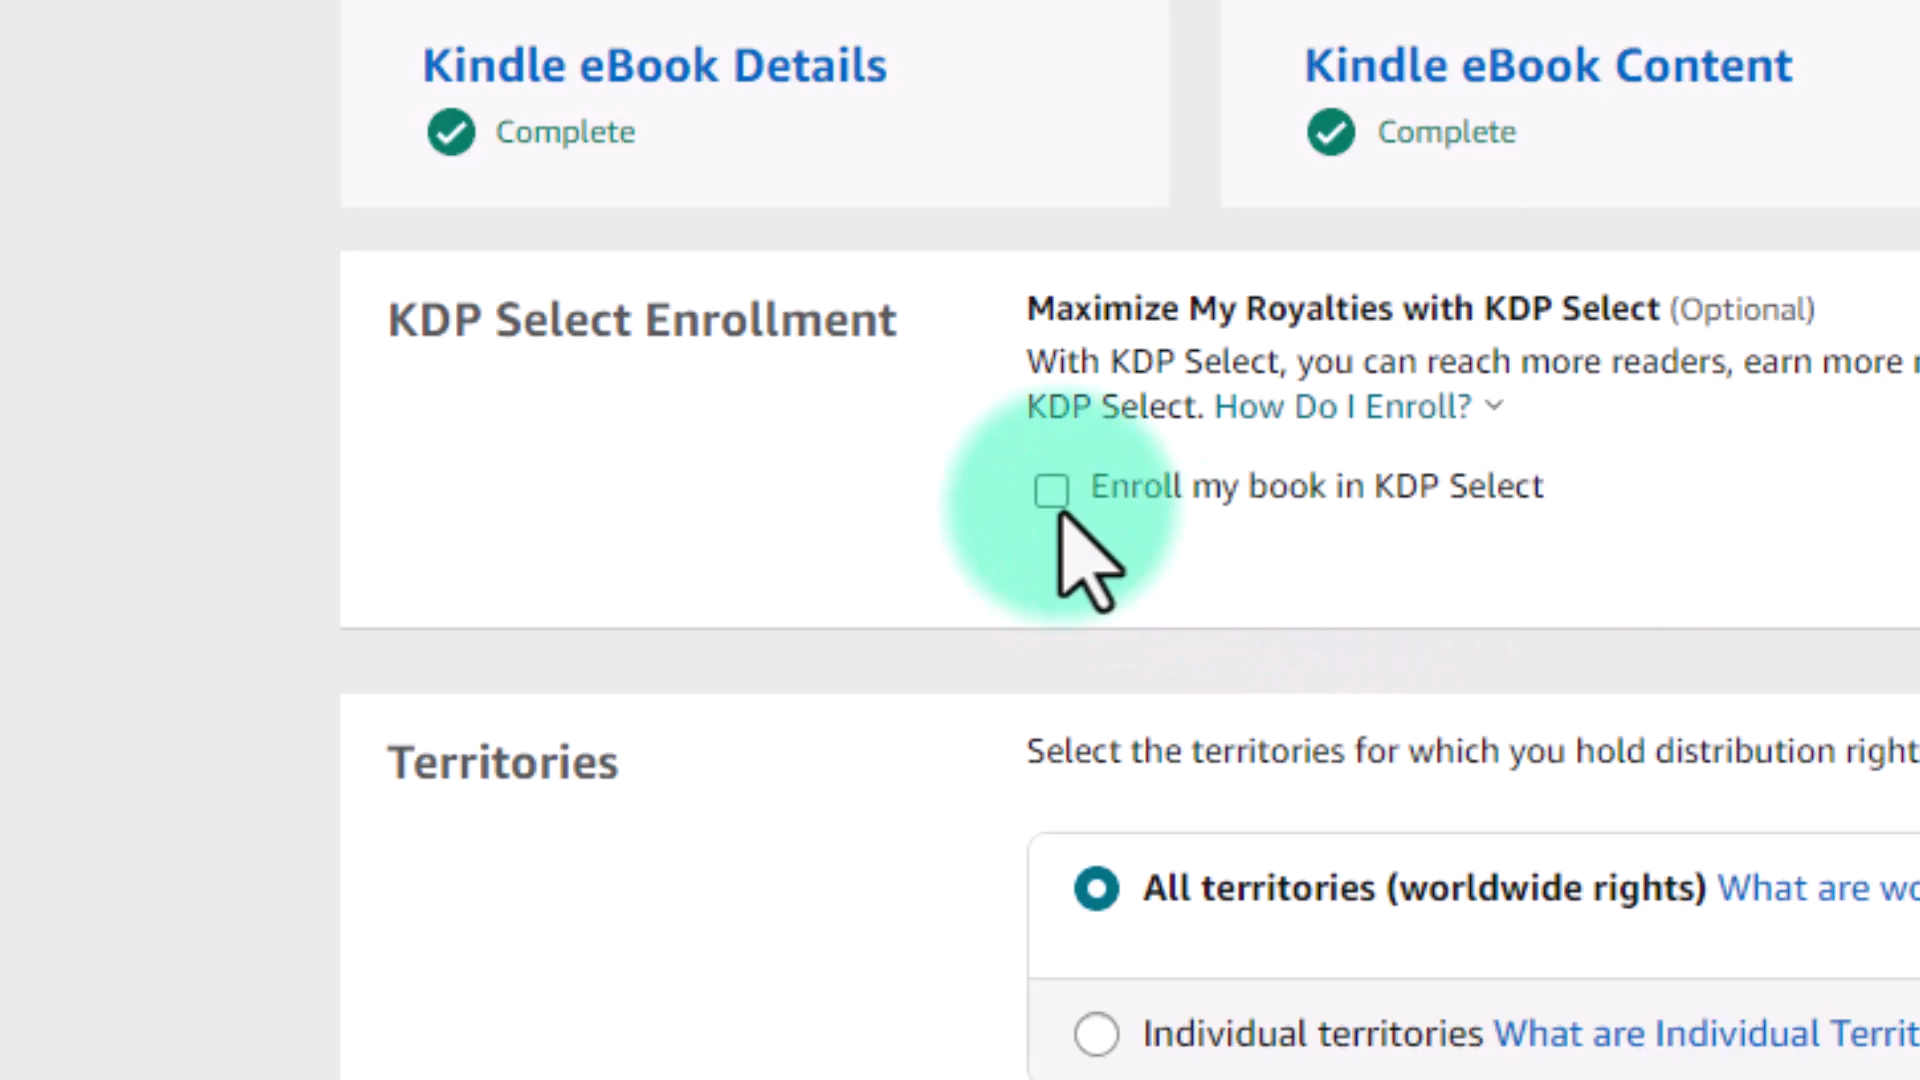 Kindle eBook Details
Complete
Kindle eBook Content
Complete
KDP Select Enrollment
Maximize My Royalties with KDP Select (Optional)
With KDP Select, you can reach more readers, earn more
KDP Select. How Do I Enroll?
Enroll my book in KDP Select
Territories
Select the territories for which you hold distribution right
All territories (worldwide rights) What are wo
Individual territories What are Individual Territ